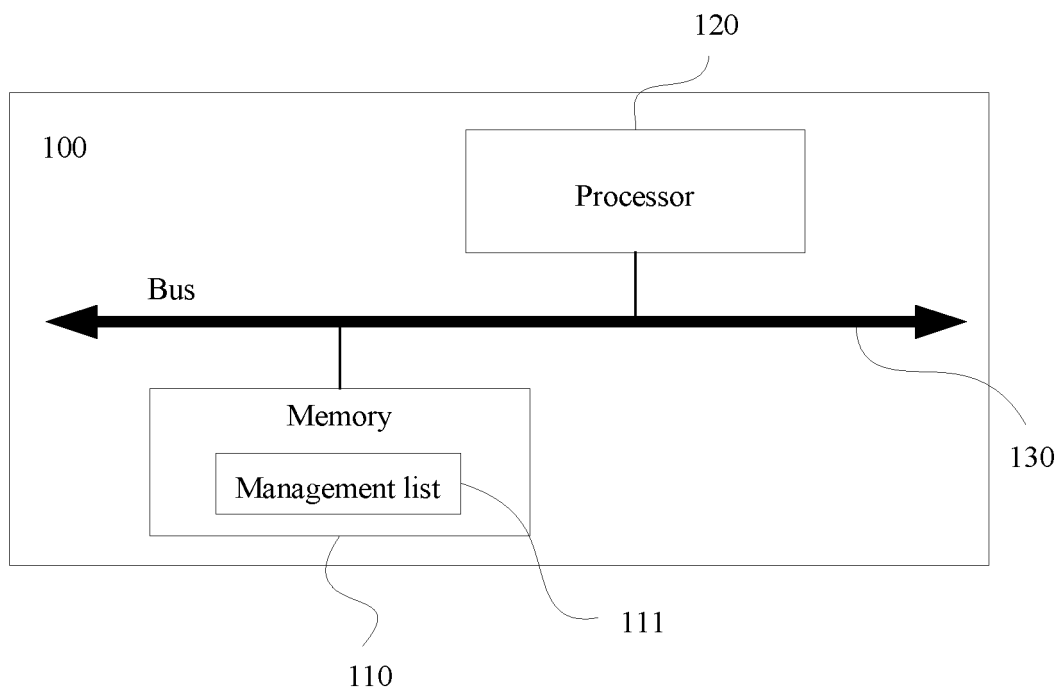 120
100
Processor
Bus
Memory
130
Management list
111
110